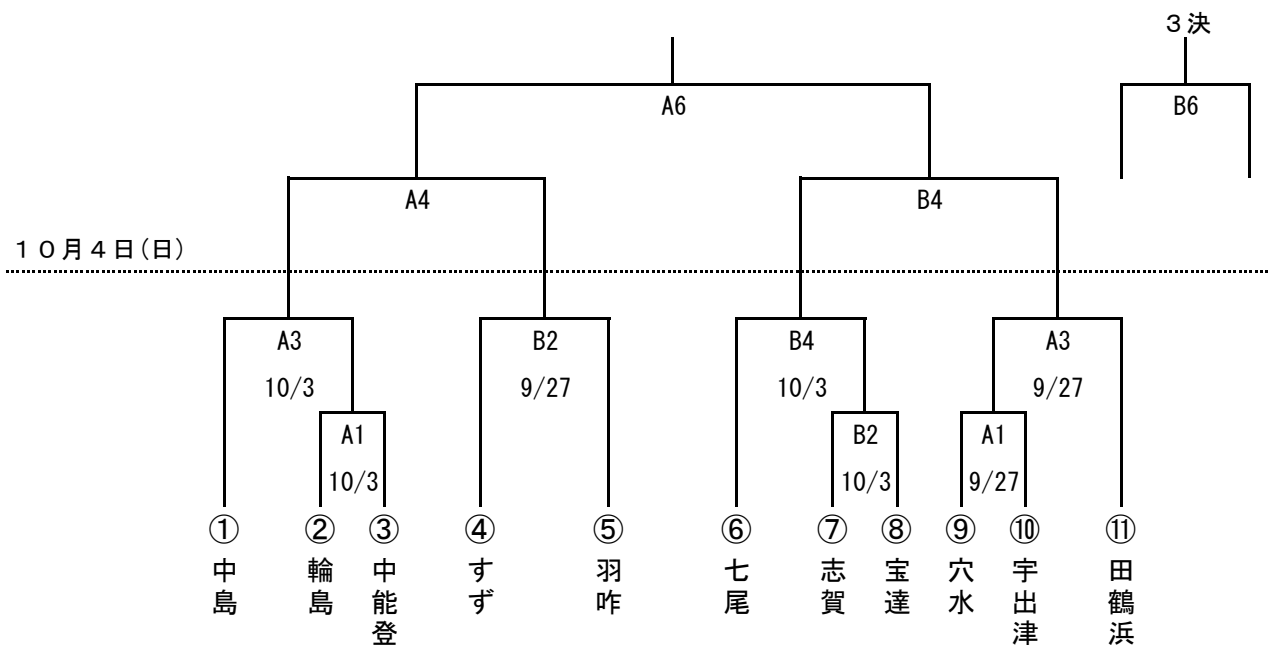 3決
A6
B6
A4
B4
10月4日(日)
A3
B2
B4
A3
10/3
9/27
10/3
9/27
A1
B2
A1
10/3
10/3
9/27
① ② ③ ④ ⑤ ⑥ ⑦ ⑧ ⑨ ⑩ ⑪
中島
輪島
中能登
すず
羽咋
七尾
志賀
宝達
穴水
宇出津
田鶴浜